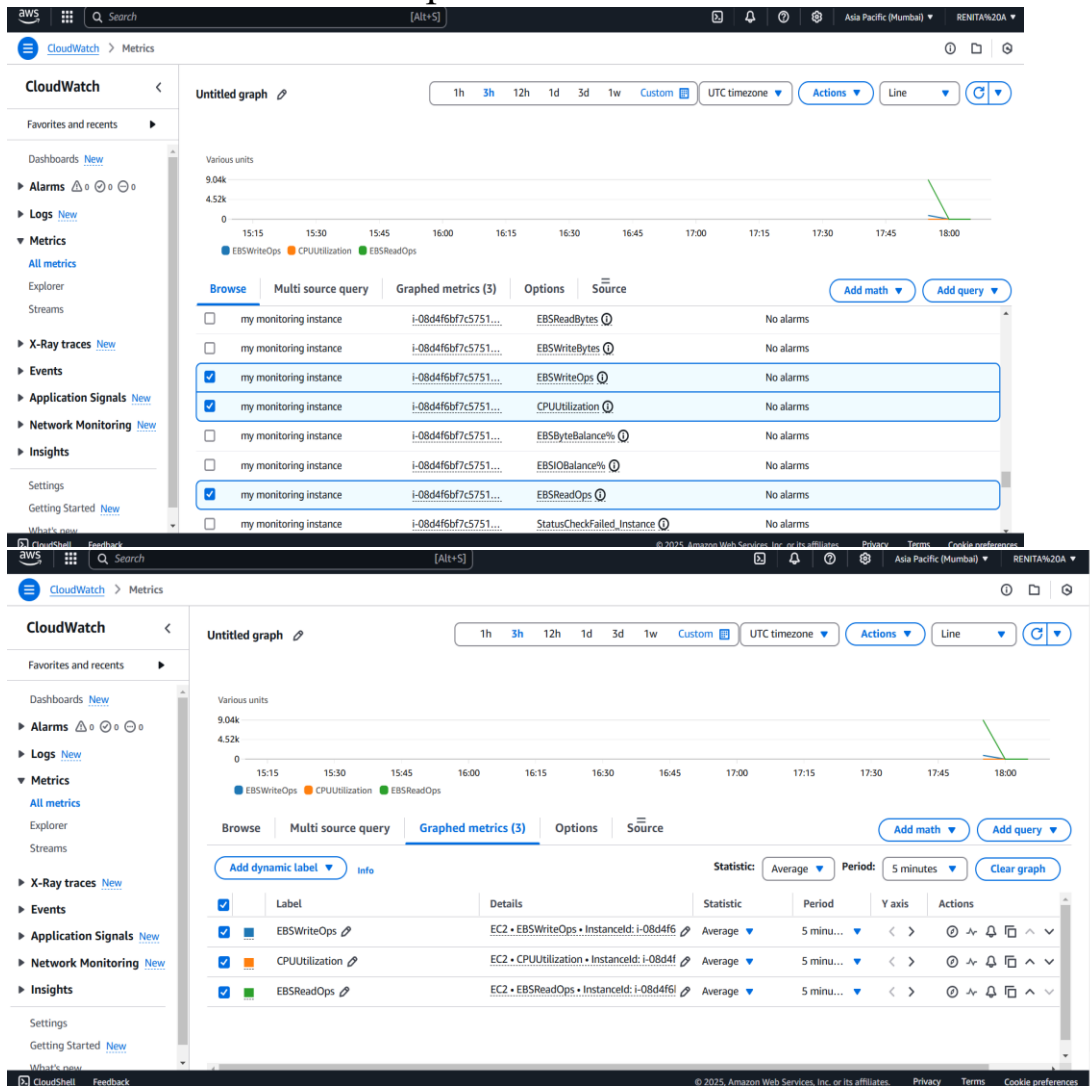 aws Search [Alt+S] Asia Pacific (Mumbai) RENITA%20A
CloudWatch > Metrics
CloudWatch
Untitled graph 1h 3h 12h 1d 3d 1w Custom UTC timezone Actions Line
Favorites and recents
Dashboards New
Various units
9.04k
4.52k
0
Alarms 0 0 0
Logs New
15:15 15:30 15:45 16:00 16:15 16:30 16:45 17:00 17:15 17:30 17:45 18:00
Metrics
EBSWriteOps CPUUtilization EBSReadOps
All metrics
Explorer
Streams
Browse Multi source query Graphed metrics (3) Options Source Add math Add query
my monitoring instance i-08d4f6bf7c5751... EBSReadBytes No alarms
X-Ray traces New
my monitoring instance i-08d4f6bf7c5751... EBSWriteBytes No alarms
Events
my monitoring instance i-08d4f6bf7c5751... EBSWriteOps No alarms
Application Signals New
my monitoring instance i-08d4f6bf7c5751... CPUUtilization No alarms
Network Monitoring New
my monitoring instance i-08d4f6bf7c5751... EBSByteBalance% No alarms
Insights
my monitoring instance i-08d4f6bf7c5751... EBSIOBalance% No alarms
Settings
my monitoring instance i-08d4f6bf7c5751... EBSReadOps No alarms
Getting Started New
What's new
my monitoring instance i-08d4f6bf7c5751... StatusCheckFailed_Instance No alarms
CloudShell Feedback © 2025, Amazon Web Services, Inc. or its affiliates. Privacy Terms Cookie preferences
aws Search [Alt+S] Asia Pacific (Mumbai) RENITA%20A
CloudWatch > Metrics
CloudWatch
Untitled graph 1h 3h 12h 1d 3d 1w Custom UTC timezone Actions Line
Favorites and recents
Dashboards New
Various units
9.04k
4.52k
0
Alarms 0 0 0
Logs New
15:15 15:30 15:45 16:00 16:15 16:30 16:45 17:00 17:15 17:30 17:45 18:00
Metrics
EBSWriteOps CPUUtilization EBSReadOps
All metrics
Explorer
Streams
Browse Multi source query Graphed metrics (3) Options Source Add math Add query
Add dynamic label Info Statistic: Average Period: 5 minutes Clear graph
X-Ray traces New
Label Details Statistic Period Y axis Actions
Events
EBSWriteOps EC2 • EBSWriteOps • InstanceId: i-08d4f6 Average 5 minu...
Application Signals New
CPUUtilization EC2 • CPUUtilization • InstanceId: i-08d4f Average 5 minu...
Network Monitoring New
EBSReadOps EC2 • EBSReadOps • InstanceId: i-08d4f6 Average 5 minu...
Insights
Settings
Getting Started New
What's new
CloudShell Feedback © 2025, Amazon Web Services, Inc. or its affiliates. Privacy Terms Cookie preferences